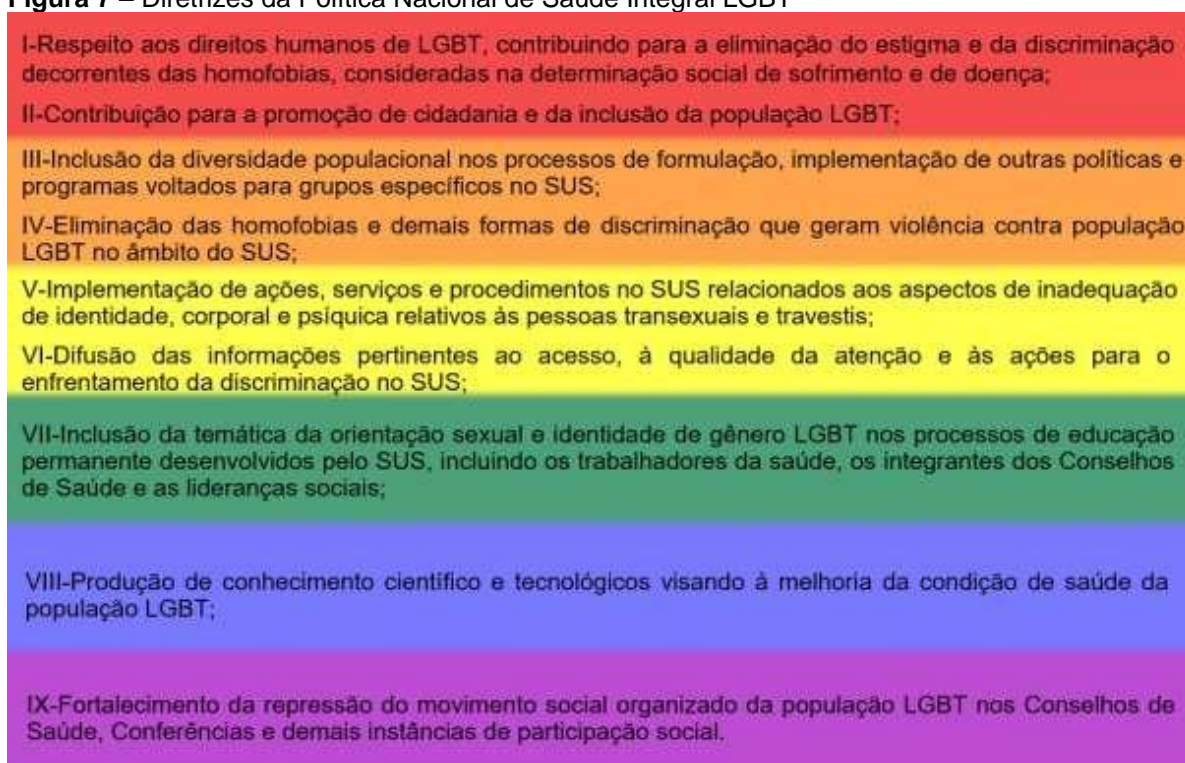 Figura 7 – Diretrizes da Política Nacional de Saúde Integral LGBT
I-Respeito aos direitos humanos de LGBT, contribuindo para a eliminação do estigma e da discriminação
decorrentes das homofobias, consideradas na determinação social de sofrimento e de doença;
II-Contribuição para a promoção de cidadania e da inclusão da população LGBT;
III-Inclusão da diversidade populacional nos processos de formulação, implementação de outras políticas e
programas voltados para grupos específicos no SUS;
IV-Eliminação das homofobias e demais formas de discriminação que geram violência contra população
LGBT no âmbito do SUS;
V-Implementação de ações, serviços e procedimentos no SUS relacionados aos aspectos de inadequação
de identidade, corporal e psíquica relativos às pessoas transexuais e travestis;
VI-Difusão das informações pertinentes ao acesso, à qualidade da atenção e às ações para o
enfrentamento da discriminação no SUS;
VII-Inclusão da temática da orientação sexual e identidade de gênero LGBT nos processos de educação
permanente desenvolvidos pelo SUS, incluindo os trabalhadores da saúde, os integrantes dos Conselhos
de Saúde e as lideranças sociais;
VIII-Produção de conhecimento científico e tecnológicos visando à melhoria da condição de saúde da
população LGBT;
IX-Fortalecimento da repressão do movimento social organizado da população LGBT nos Conselhos de
Saúde, Conferências e demais instâncias de participação social.